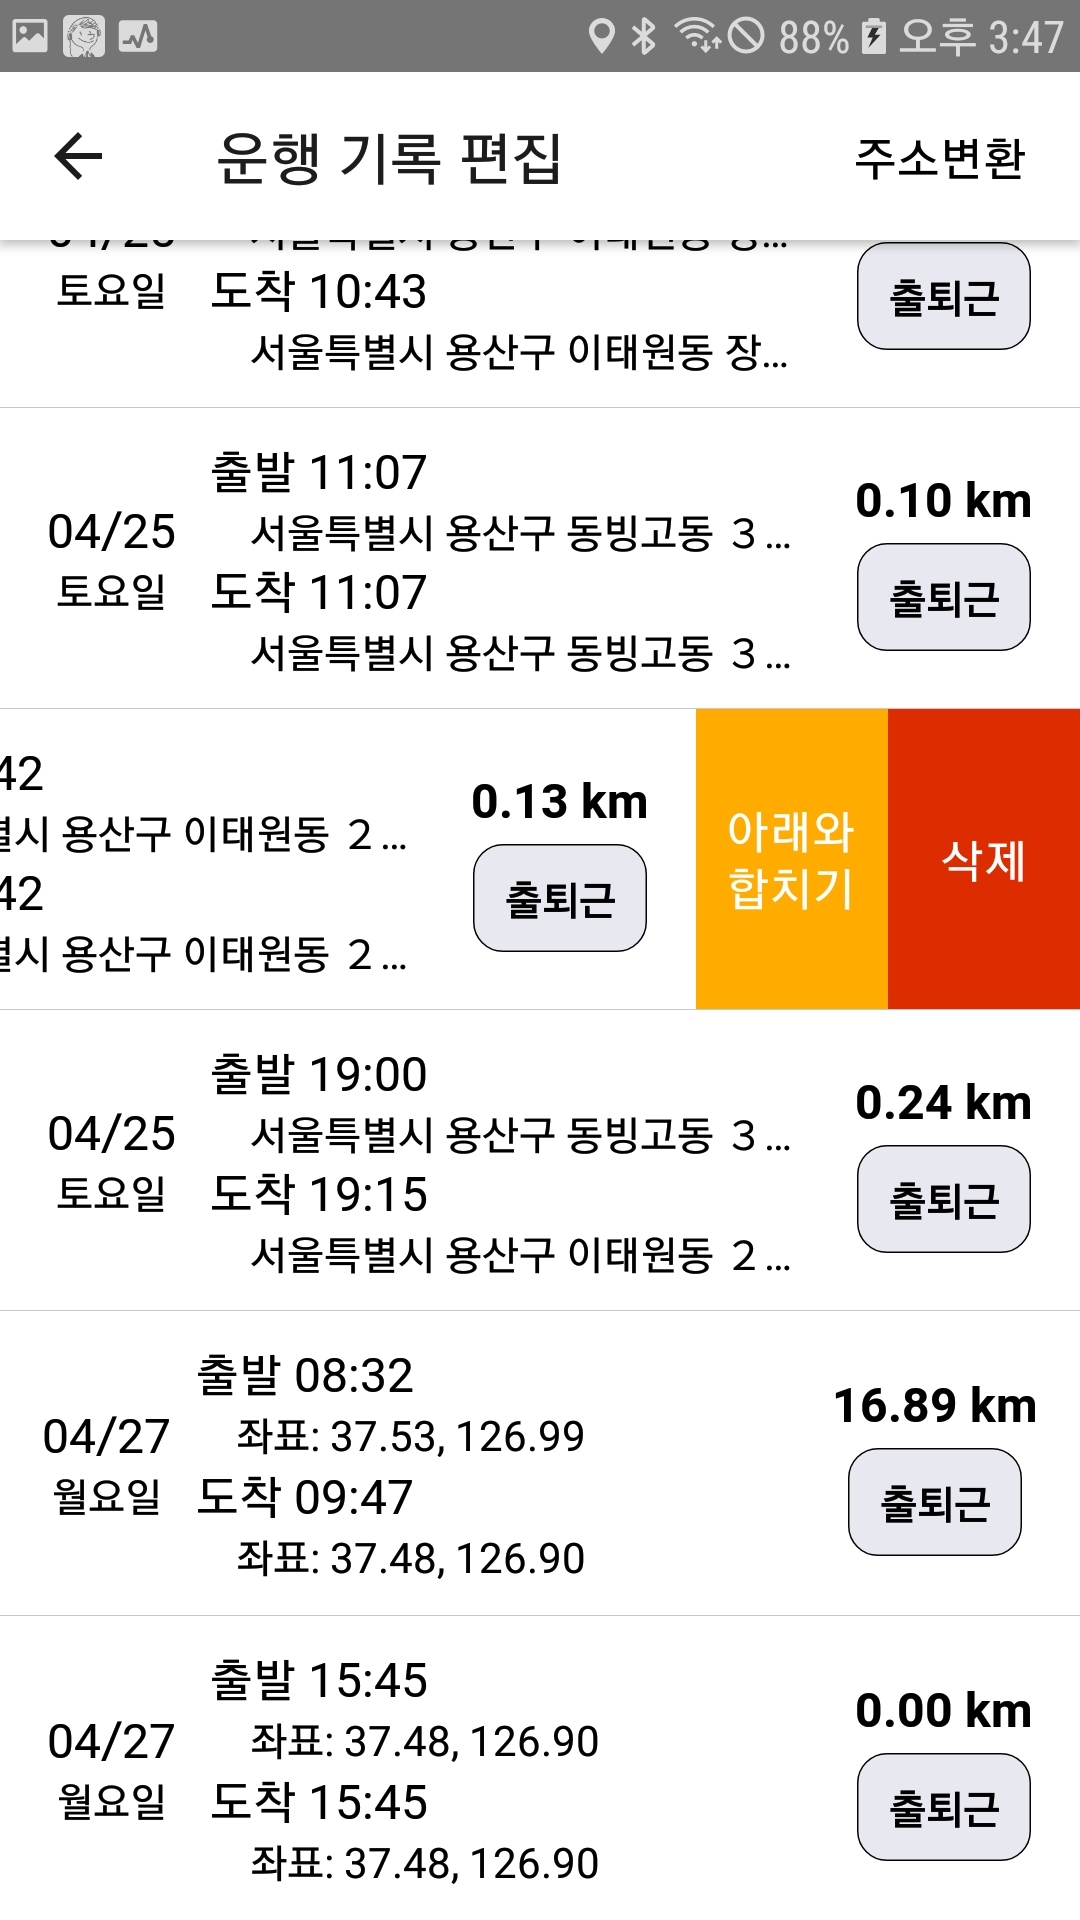 88% 오후 3:47
운행 기록 편집 주소변환
토요일 도착 10:43 출퇴근
서울특별시 용산구 이태원동 장...
출발 11:07
0.10 km
04/25 서울특별시 용산구 동빙고동 3...
토요일 도착 11:07 출퇴근
서울특별시 용산구 동빙고동 3...
42
0.13 km
별시 용산구 이태원동 2...
42 출퇴근
별시 용산구 이태원동 2...
아래와
합치기
삭제
출발 19:00
0.24 km
04/25 서울특별시 용산구 동빙고동 3...
토요일 도착 19:15 출퇴근
서울특별시 용산구 이태원동 2...
출발 08:32
16.89 km
04/27 좌표: 37.53, 126.99
월요일 도착 09:47 출퇴근
좌표: 37.48, 126.90
출발 15:45
0.00 km
04/27 좌표: 37.48, 126.90
월요일 도착 15:45 출퇴근
좌표: 37.48, 126.90